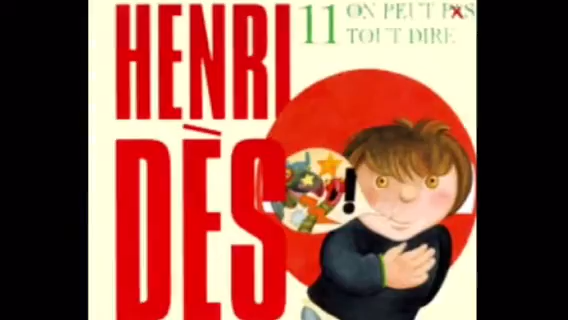 HENRI
DÈS
11
ON PEUT PAS
TOUT DIRE
!